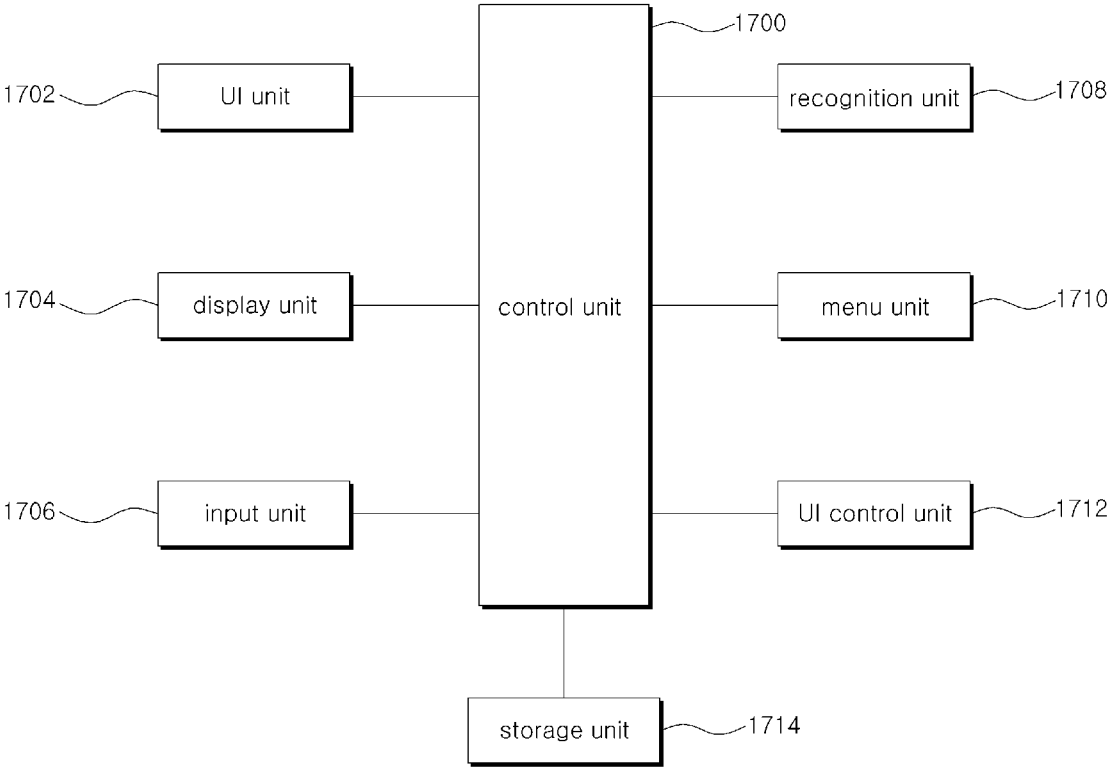 1700
1702
UI unit
recognition unit
1708
1704
display unit
control unit
menu unit
1710
1706
input unit
UI control unit
1712
storage unit
1714